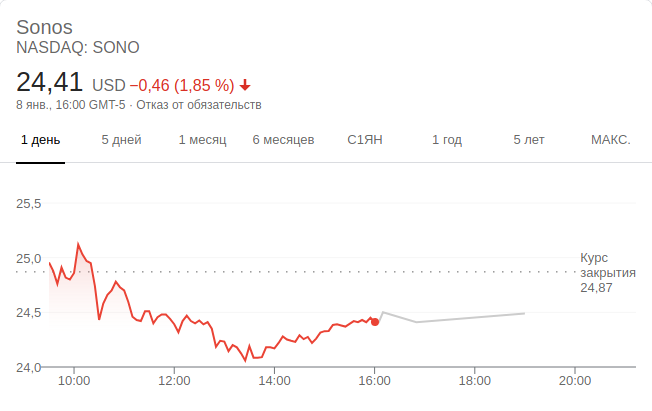 Sonos
NASDAQ: SONO
24,41 USD −0,46 (1,85 %)
8 янв., 16:00 GMT-5 · Отказ от обязательств
1 день 5 дней 1 месяц 6 месяцев С1ЯН 1 год 5 лет МАКС.
25,5
25,0
Курс
закрытия
24,87
24,5
24,0
10:00 12:00 14:00 16:00 18:00 20:00